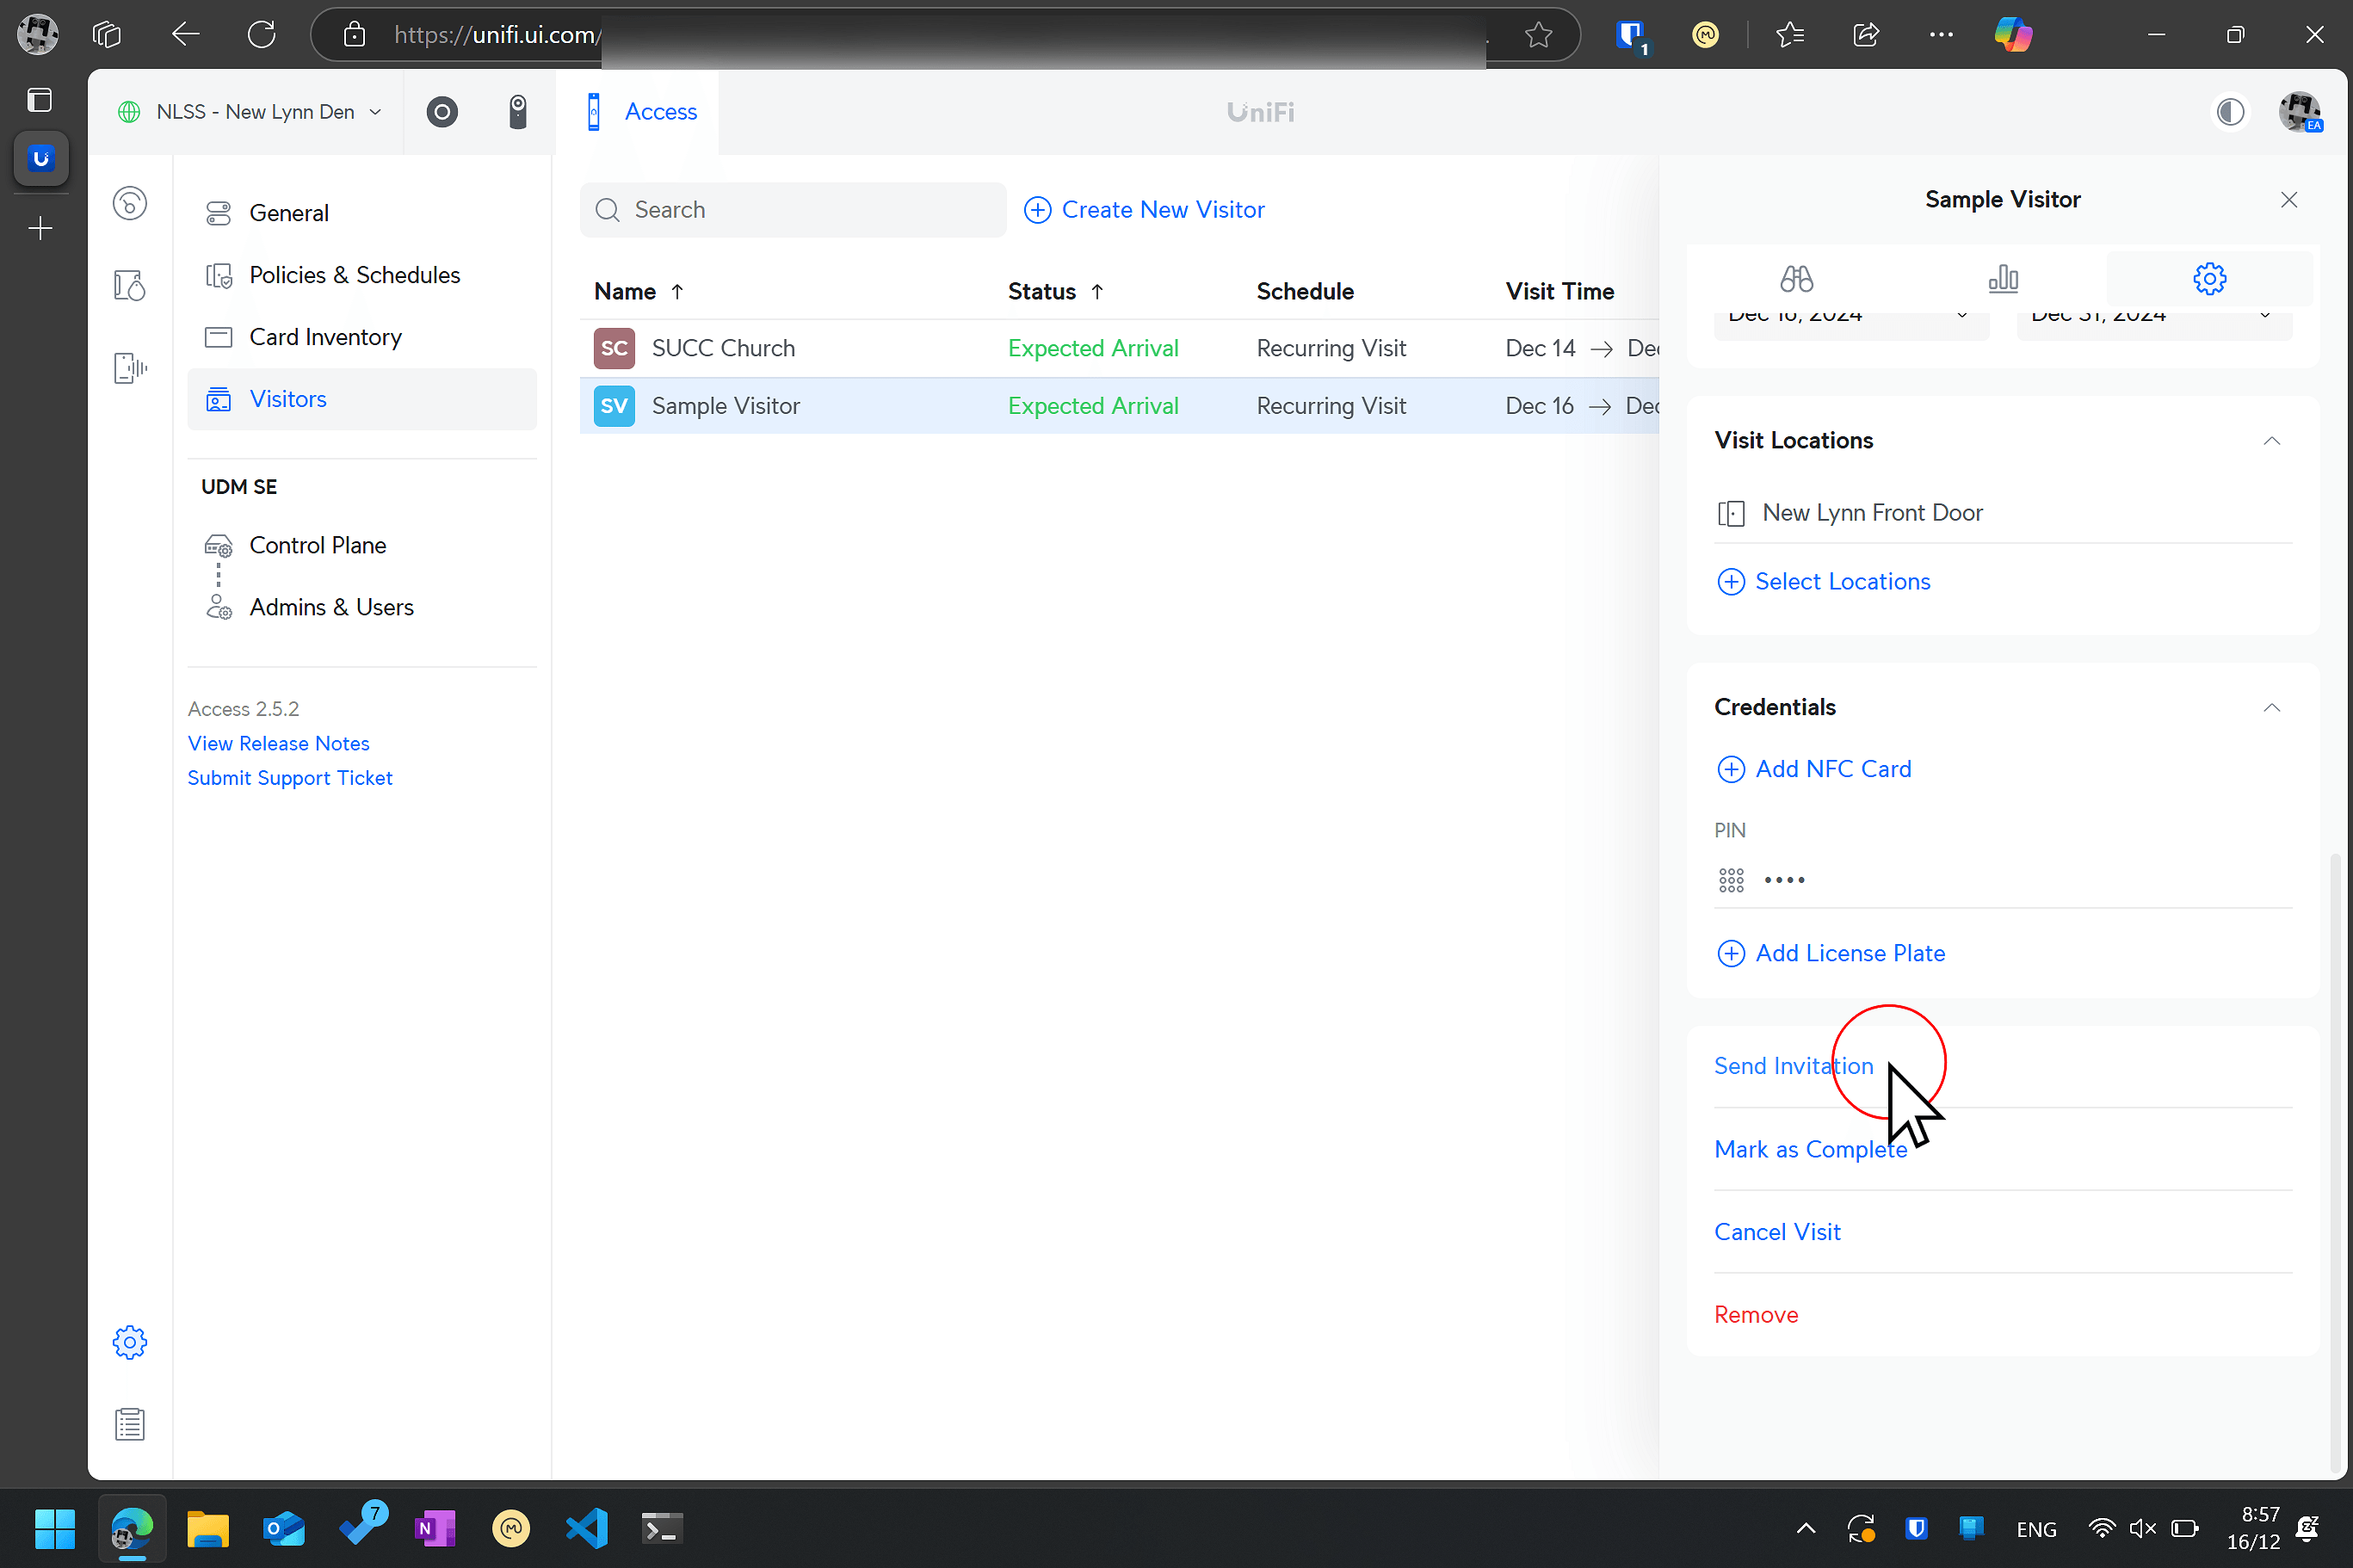 https://unifi.ui.com/
1
NLSS - New Lynn Den
Access
UniFi
EA
General
Policies & Schedules
Card Inventory
Visitors
UDM SE
Control Plane
Admins & Users
Access 2.5.2
View Release Notes
Submit Support Ticket
Search
Create New Visitor
Name ↑ Status ↑ Schedule Visit Time
SC SUCC Church Expected Arrival Recurring Visit Dec 14 → Dec
SV Sample Visitor Expected Arrival Recurring Visit Dec 16 → Dec
Sample Visitor
Dec 16, 2024 Dec 31, 2024
Visit Locations
New Lynn Front Door
Select Locations
Credentials
Add NFC Card
PIN
••••
Add License Plate
Send Invitation
Mark as Complete
Cancel Visit
Remove
7
ENG
8:57
16/12